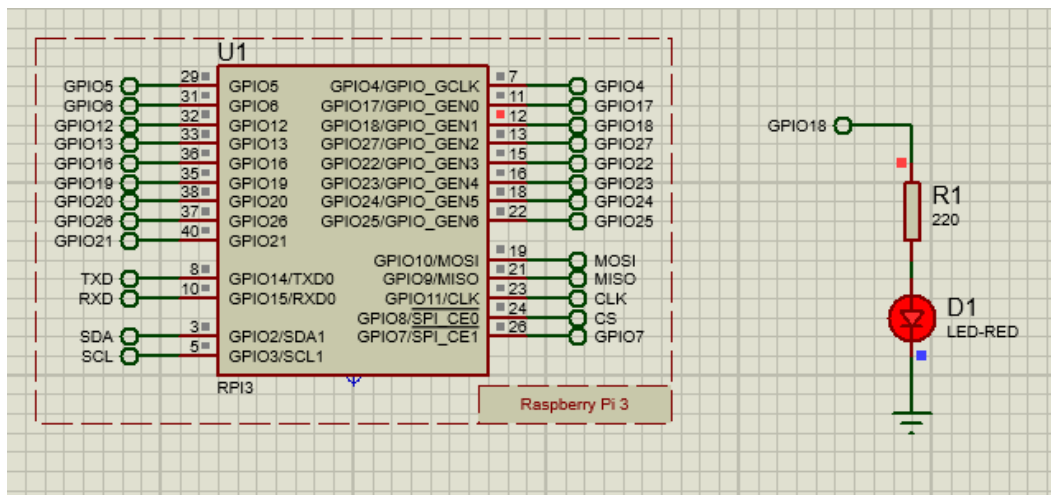 U1
GPIO5 29 GPIO5 GPIO4/GPIO_GCLK 7 GPIO4
GPIO6 31 GPIO6 GPIO17/GPIO_GEN0 11 GPIO17
GPIO12 32 GPIO12 GPIO18/GPIO_GEN1 12 GPIO18
GPIO13 33 GPIO13 GPIO27/GPIO_GEN2 13 GPIO27
GPIO16 36 GPIO16 GPIO22/GPIO_GEN3 15 GPIO22
GPIO19 35 GPIO19 GPIO23/GPIO_GEN4 16 GPIO23
GPIO20 38 GPIO20 GPIO24/GPIO_GEN5 18 GPIO24
GPIO26 37 GPIO26 GPIO25/GPIO_GEN6 22 GPIO25
GPIO21 40 GPIO21
GPIO10/MOSI 19 MOSI
TXD 8 GPIO14/TXD0 GPIO9/MISO 21 MISO
RXD 10 GPIO15/RXD0 GPIO11/CLK 23 CLK
GPIO8/SPI_CE0 24 CS
SDA 3 GPIO2/SDA1 GPIO7/SPI_CE1 26 GPIO7
SCL 5 GPIO3/SCL1
RPI3
Raspberry Pi 3
GPIO18
R1
220
D1
LED-RED